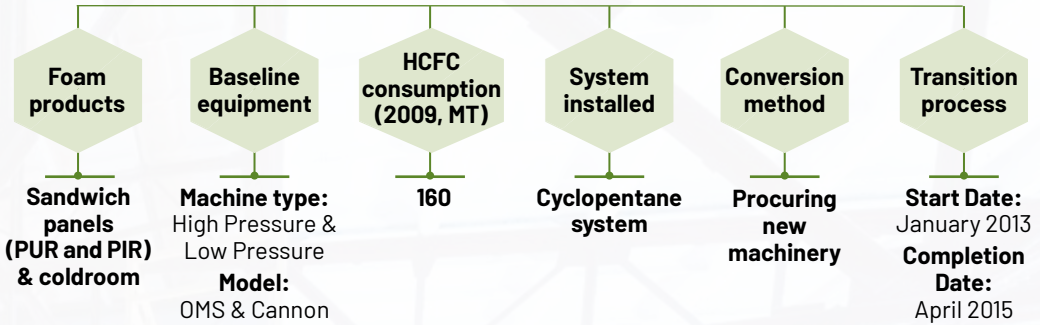 Foam
products
Sandwich
panels
(PUR and PIR)
& coldroom
Baseline
equipment
Machine type:
High Pressure &
Low Pressure
Model:
OMS & Cannon
HCFC
consumption
(2009, MT)
160
System
installed
Cyclopentane
system
Conversion
method
Procuring
new
machinery
Transition
process
Start Date:
January 2013
Completion
Date:
April 2015